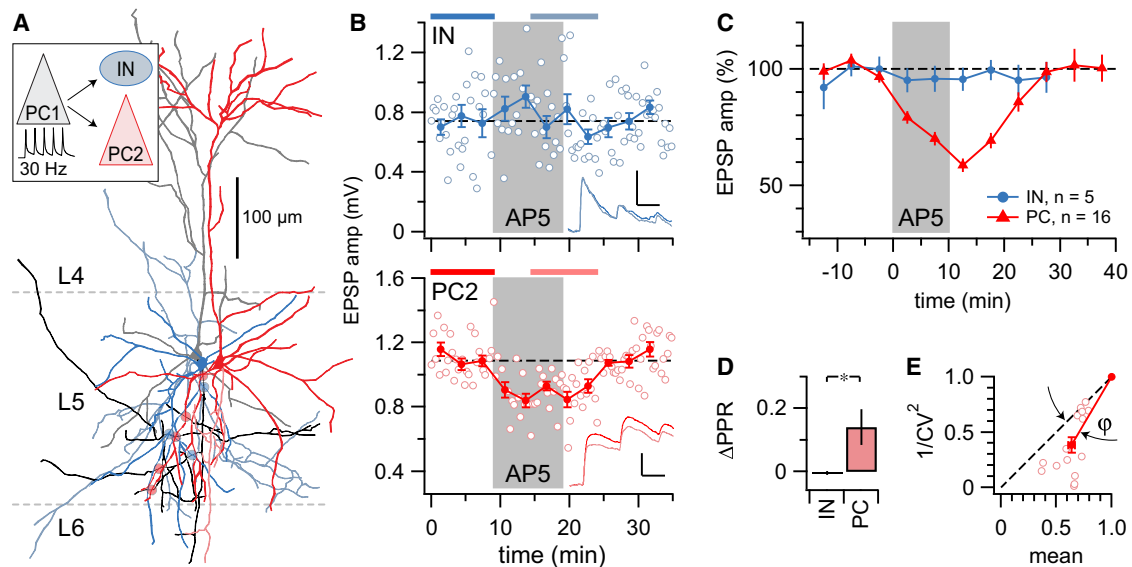 A
IN
PC1
PC2
30 Hz
100 μm
L4
L5
L6
B
IN
EPSP amp (mV)
1.2
0.8
0.4
0
AP5
PC2
1.6
1.2
0.8
0.4
AP5
0 10 20 30
time (min)
C
EPSP amp (%)
100
50
AP5
IN, n = 5
PC, n = 16
-10 0 10 20 30 40
time (min)
D
*
ΔPPR
0.2
0
IN PC
E
1/CV²
1.0
0.5
0
φ
0 0.5 1.0
mean